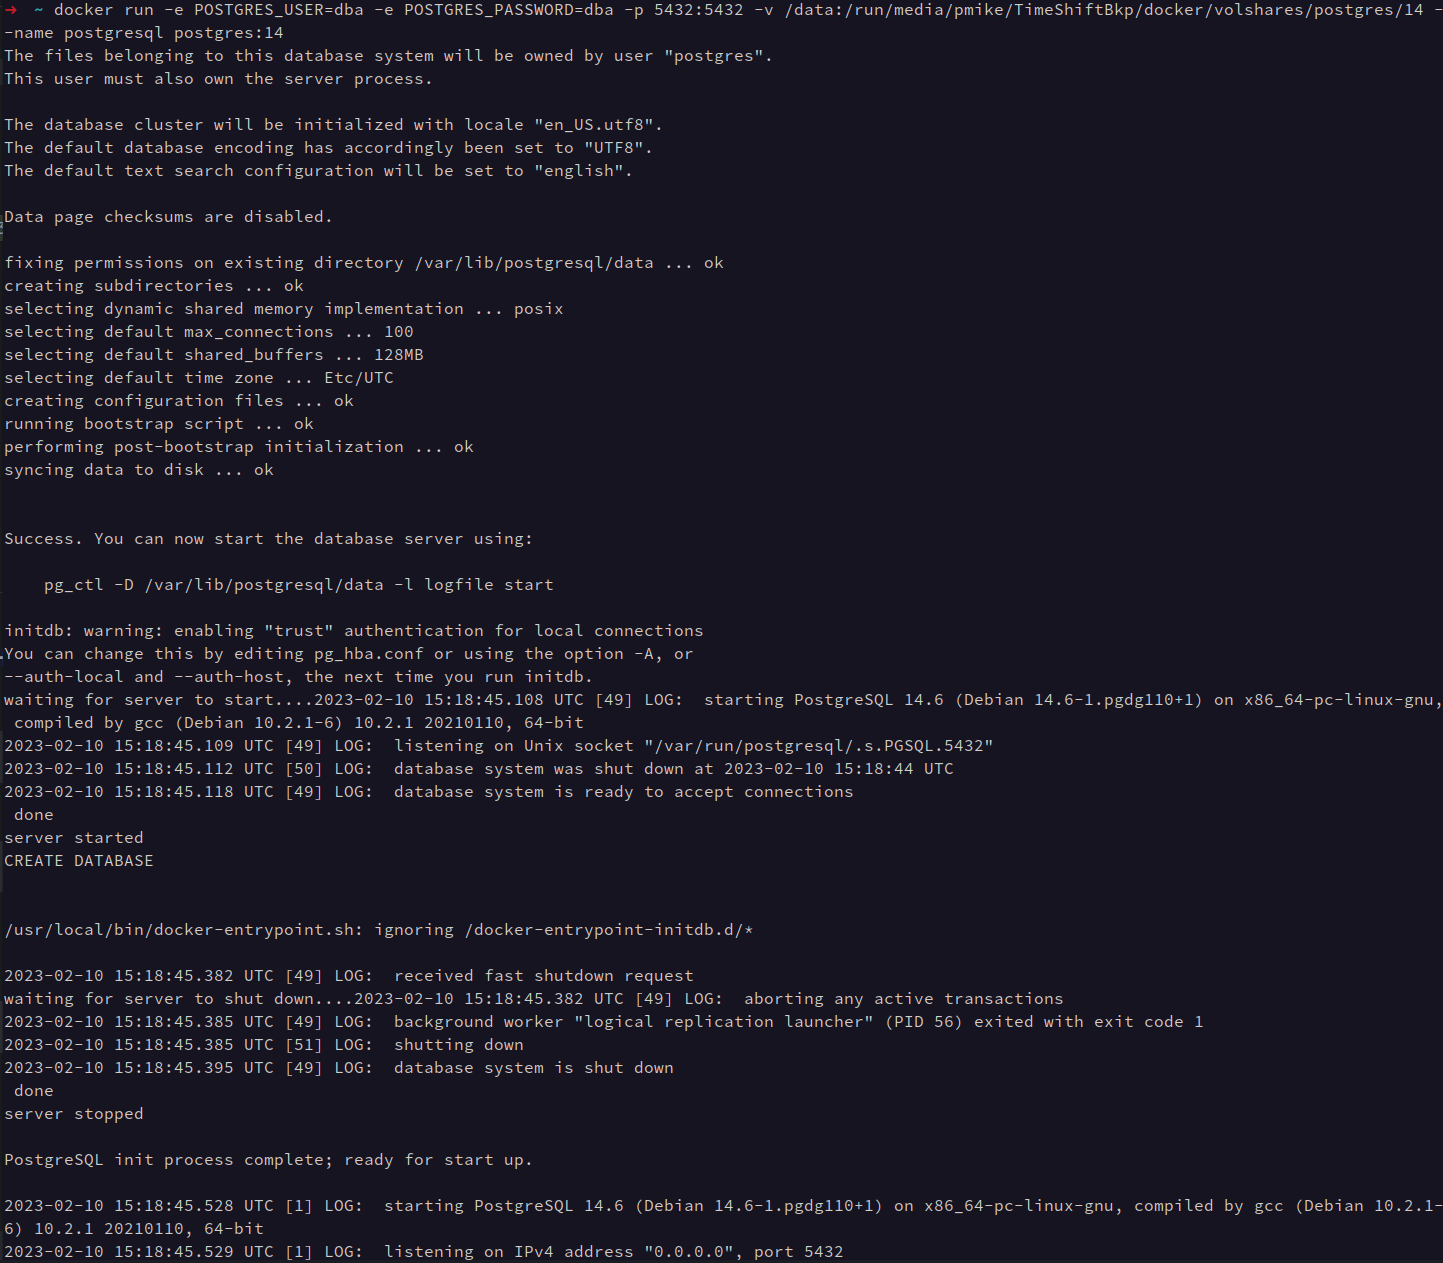 ➜  ~ docker run -e POSTGRES_USER=dba -e POSTGRES_PASSWORD=dba -p 5432:5432 -v /data:/run/media/pmike/TimeShiftBkp/docker/volshares/postgres/14 -
-name postgresql postgres:14
The files belonging to this database system will be owned by user "postgres".
This user must also own the server process.

The database cluster will be initialized with locale "en_US.utf8".
The default database encoding has accordingly been set to "UTF8".
The default text search configuration will be set to "english".

Data page checksums are disabled.

fixing permissions on existing directory /var/lib/postgresql/data ... ok
creating subdirectories ... ok
selecting dynamic shared memory implementation ... posix
selecting default max_connections ... 100
selecting default shared_buffers ... 128MB
selecting default time zone ... Etc/UTC
creating configuration files ... ok
running bootstrap script ... ok
performing post-bootstrap initialization ... ok
syncing data to disk ... ok


Success. You can now start the database server using:

    pg_ctl -D /var/lib/postgresql/data -l logfile start

initdb: warning: enabling "trust" authentication for local connections
You can change this by editing pg_hba.conf or using the option -A, or
--auth-local and --auth-host, the next time you run initdb.
waiting for server to start....2023-02-10 15:18:45.108 UTC [49] LOG:  starting PostgreSQL 14.6 (Debian 14.6-1.pgdg110+1) on x86_64-pc-linux-gnu,
 compiled by gcc (Debian 10.2.1-6) 10.2.1 20210110, 64-bit
2023-02-10 15:18:45.109 UTC [49] LOG:  listening on Unix socket "/var/run/postgresql/.s.PGSQL.5432"
2023-02-10 15:18:45.112 UTC [50] LOG:  database system was shut down at 2023-02-10 15:18:44 UTC
2023-02-10 15:18:45.118 UTC [49] LOG:  database system is ready to accept connections
 done
server started
CREATE DATABASE


/usr/local/bin/docker-entrypoint.sh: ignoring /docker-entrypoint-initdb.d/*

2023-02-10 15:18:45.382 UTC [49] LOG:  received fast shutdown request
waiting for server to shut down....2023-02-10 15:18:45.382 UTC [49] LOG:  aborting any active transactions
2023-02-10 15:18:45.385 UTC [49] LOG:  background worker "logical replication launcher" (PID 56) exited with exit code 1
2023-02-10 15:18:45.385 UTC [51] LOG:  shutting down
2023-02-10 15:18:45.395 UTC [49] LOG:  database system is shut down
 done
server stopped

PostgreSQL init process complete; ready for start up.

2023-02-10 15:18:45.528 UTC [1] LOG:  starting PostgreSQL 14.6 (Debian 14.6-1.pgdg110+1) on x86_64-pc-linux-gnu, compiled by gcc (Debian 10.2.1-
6) 10.2.1 20210110, 64-bit
2023-02-10 15:18:45.529 UTC [1] LOG:  listening on IPv4 address "0.0.0.0", port 5432